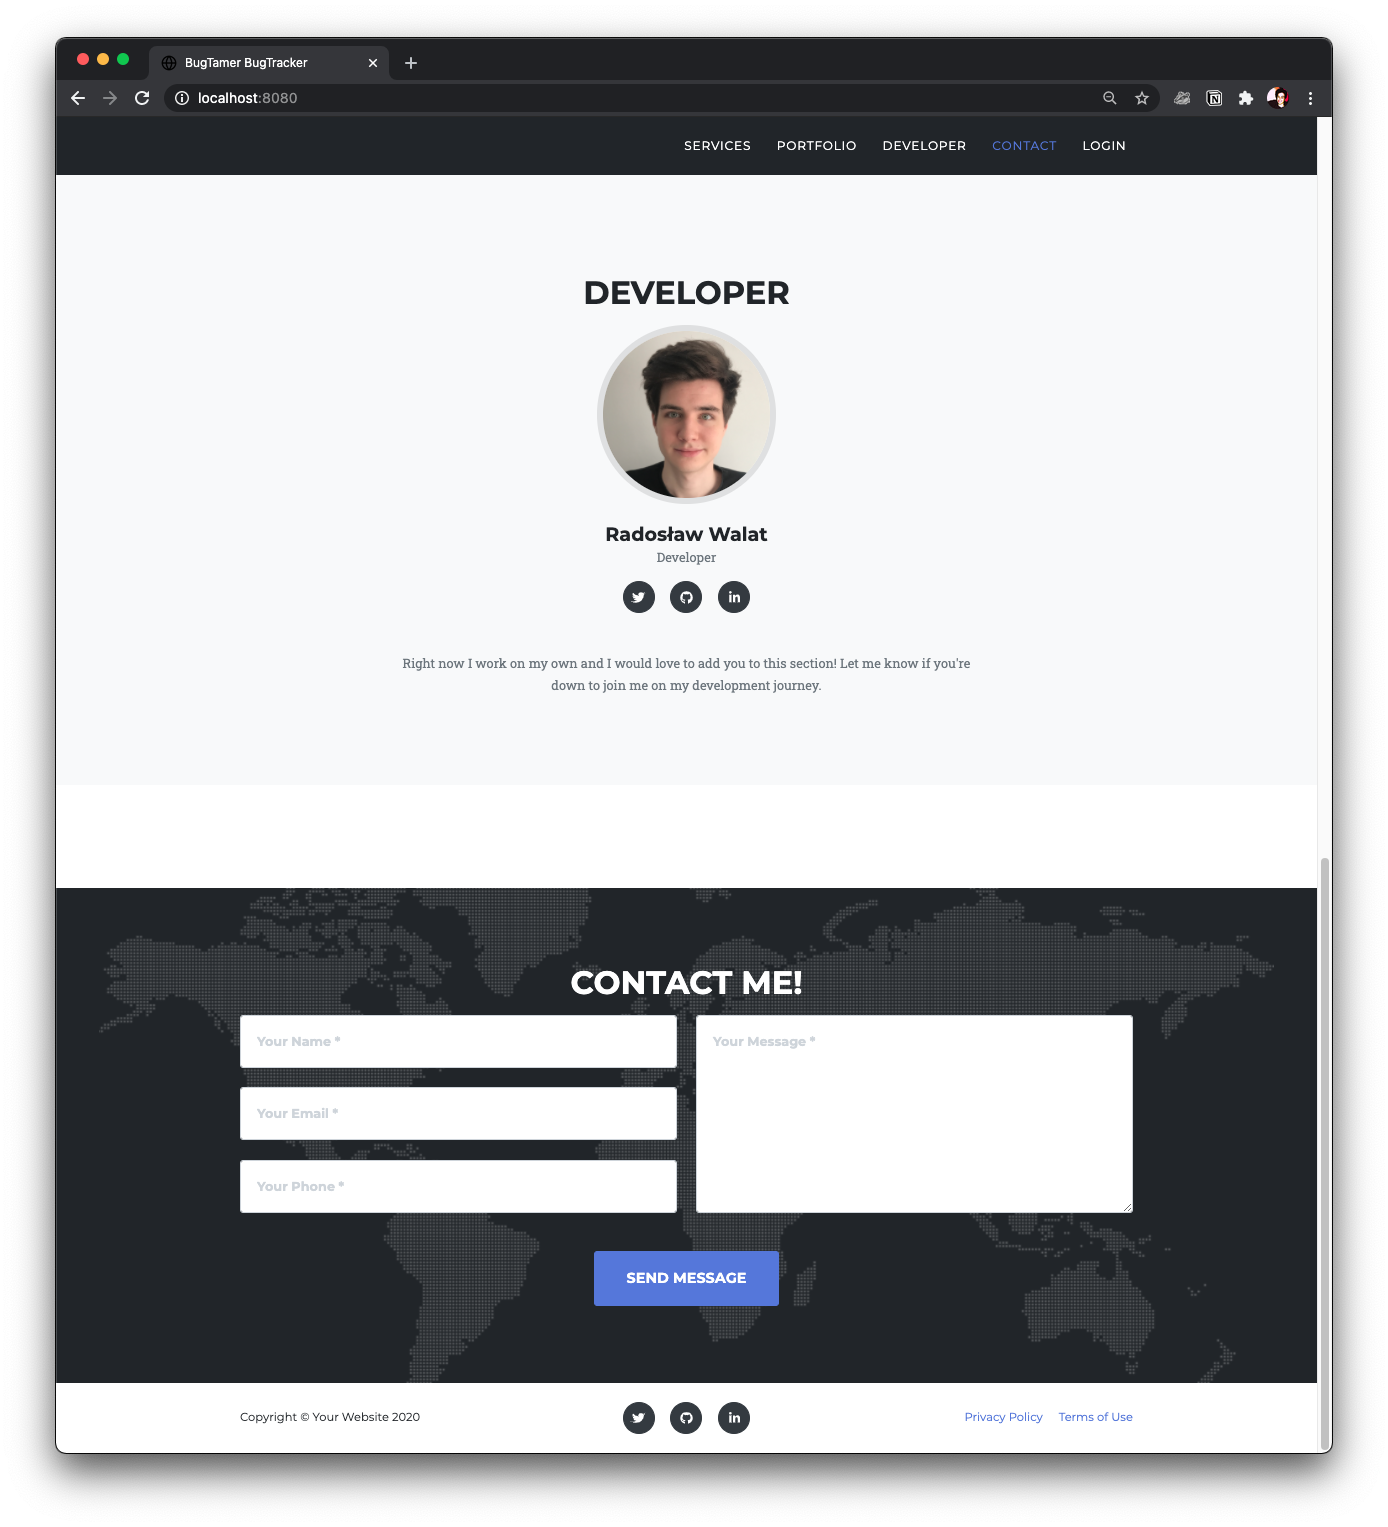 BugTamer BugTracker
localhost:8080
SERVICES PORTFOLIO DEVELOPER CONTACT LOGIN
DEVELOPER
Radosław Walat
Developer
in
Right now I work on my own and I would love to add you to this section! Let me know if you're
down to join me on my development journey.
CONTACT ME!
Your Name *
Your Message *
Your Email *
Your Phone *
SEND MESSAGE
Copyright © Your Website 2020
in
Privacy Policy Terms of Use